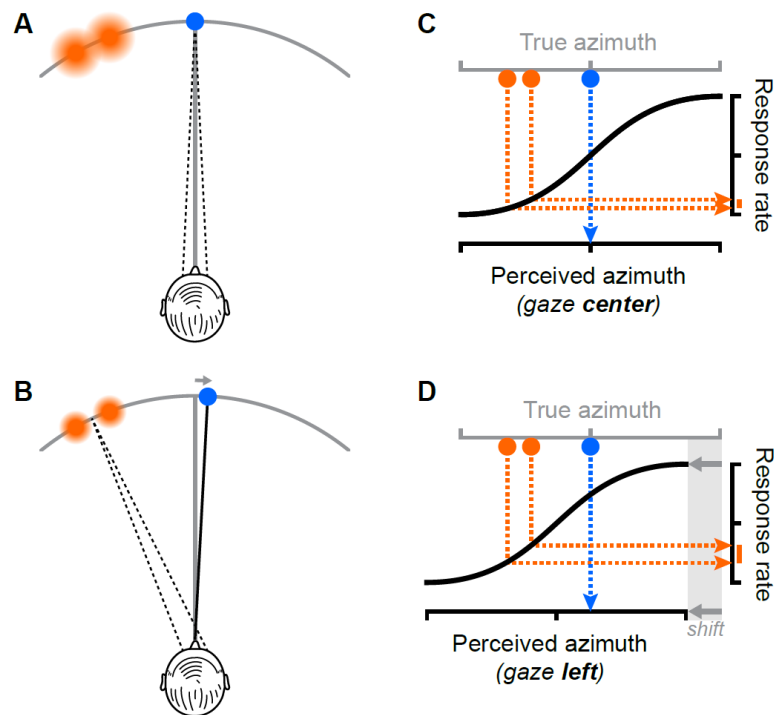 A
C
True azimuth
Response rate
Perceived azimuth
(gaze center)
B
D
True azimuth
Response rate
shift
Perceived azimuth
(gaze left)